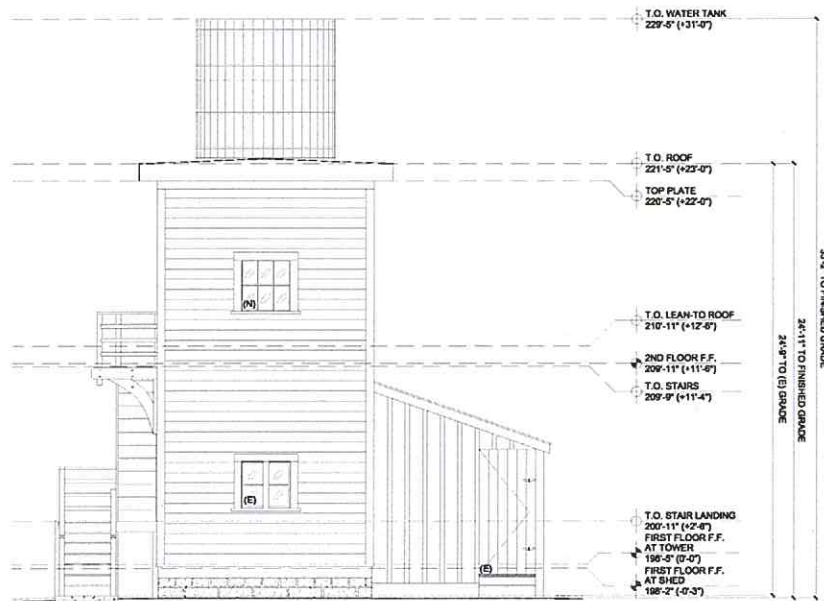 T.O. WATER TANK
229'-5" (+31'-0")
T.O. ROOF
221'-5" (+23'-0")
TOP PLATE
220'-5" (+22'-0")
T.O. LEAN-TO ROOF
210'-11" (+12'-6")
2ND FLOOR F.F.
209'-11" (+11'-6")
T.O. STAIRS
209'-9" (+11'-4")
T.O. STAIR LANDING
200'-11" (+2'-6")
FIRST FLOOR F.F.
AT TOWER
198'-5" (0'-0")
FIRST FLOOR F.F.
AT SHED
198'-2" (-0'-3")
24'-9" TO (E) GRADE
24'-11" TO FINISHED GRADE
TO FINISHED GRADE
(N)
(E)
(E)